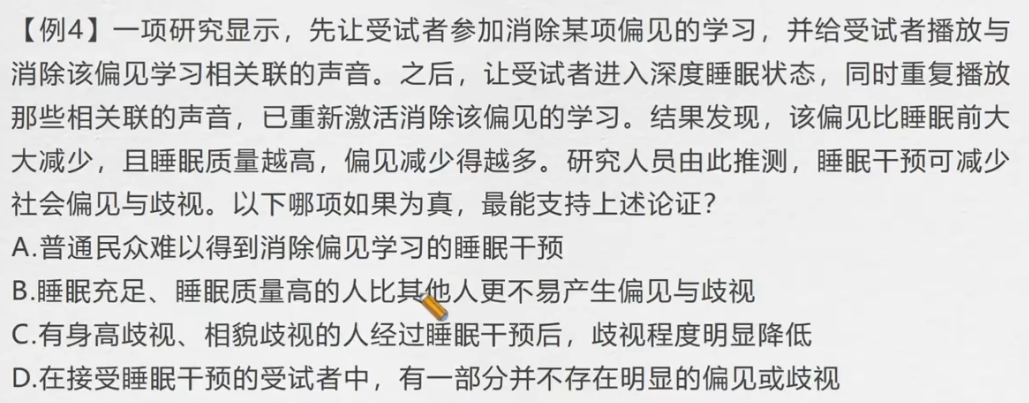 【例4】一项研究显示，先让受试者参加消除某项偏见的学习，并给受试者播放与
消除该偏见学习相关联的声音。之后，让受试者进入深度睡眠状态，同时重复播放
那些相关联的声音，已重新激活消除该偏见的学习。结果发现，该偏见比睡眠前大
大减少，且睡眠质量越高，偏见减少得越多。研究人员由此推测，睡眠干预可减少
社会偏见与歧视。以下哪项如果为真，最能支持上述论证？
A.普通民众难以得到消除偏见学习的睡眠干预
B.睡眠充足、睡眠质量高的人比其他人更不易产生偏见与歧视
C.有身高歧视、相貌歧视的人经过睡眠干预后，歧视程度明显降低
D.在接受睡眠干预的受试者中，有一部分并不存在明显的偏见或歧视